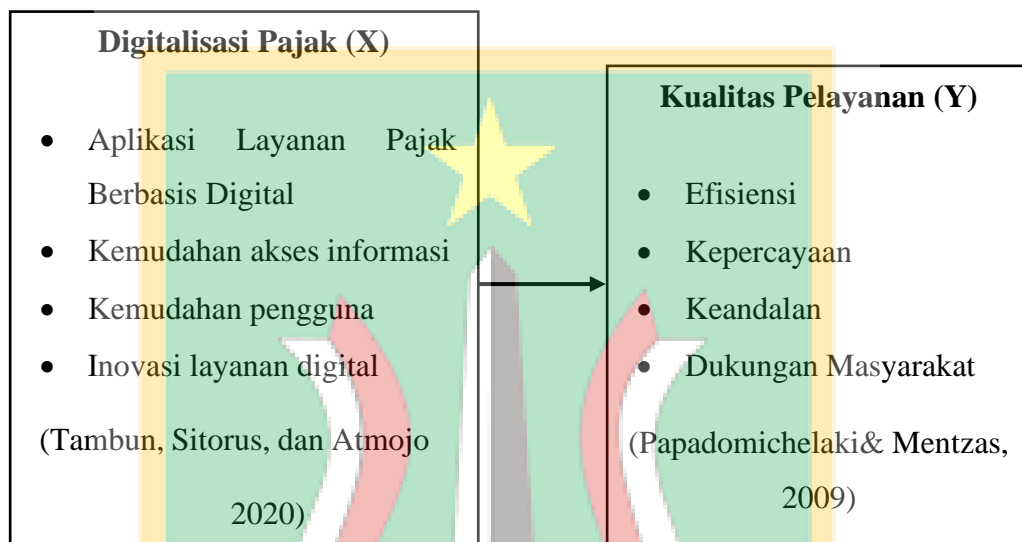 Digitalisasi Pajak (X)
• Aplikasi Layanan Pajak
Berbasis Digital
• Kemudahan akses informasi
• Kemudahan pengguna
• Inovasi layanan digital
(Tambun, Sitorus, dan Atmojo
2020)
Kualitas Pelayanan (Y)
• Efisiensi
• Kepercayaan
• Keandalan
• Dukungan Masyarakat
(Papadomichelaki& Mentzas,
2009)